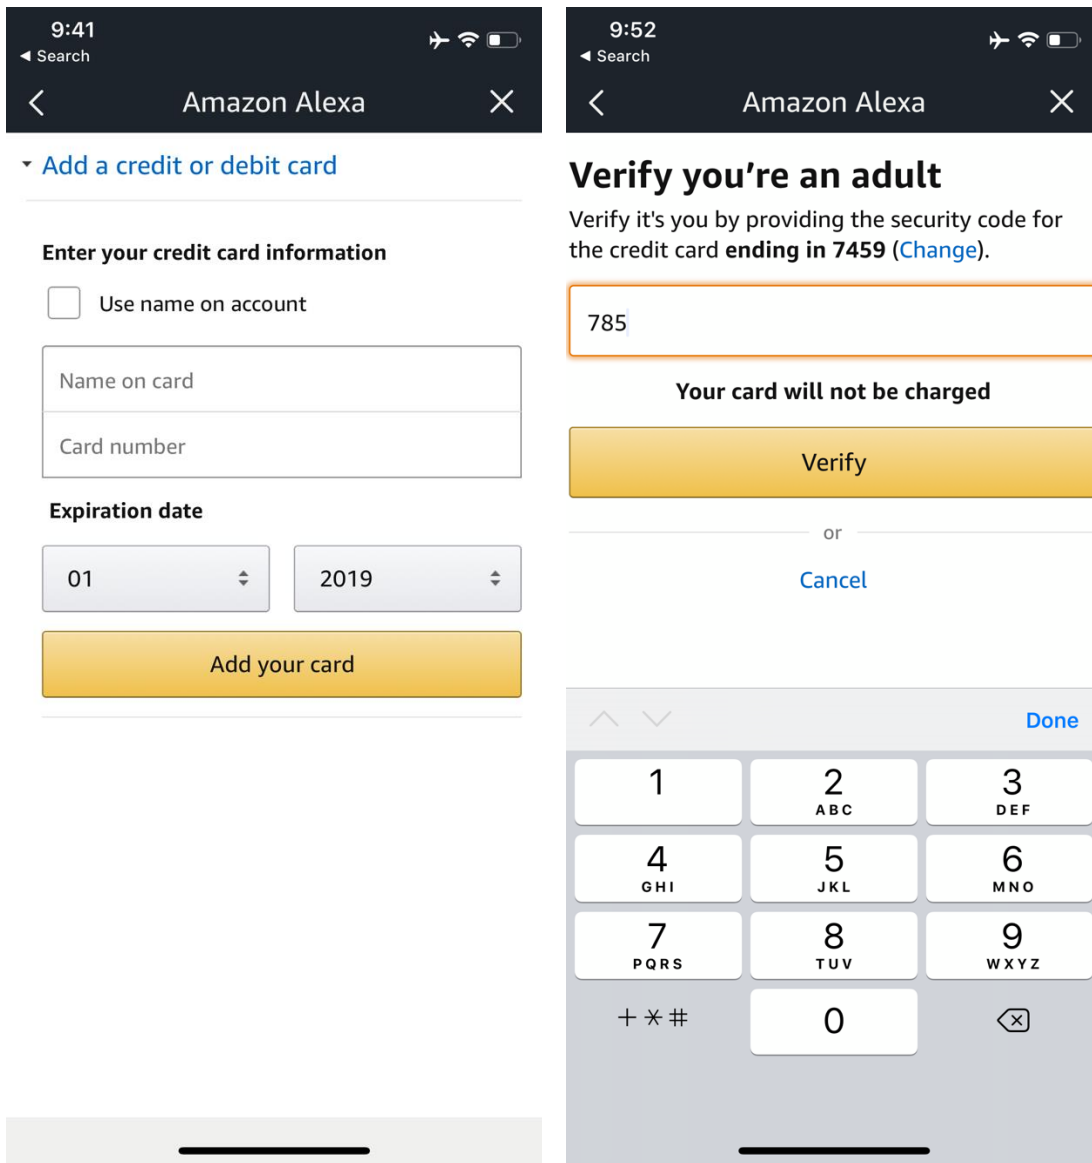 9:41
◀ Search
Amazon Alexa
Add a credit or debit card
Enter your credit card information
Use name on account
Name on card
Card number
Expiration date
01
2019
Add your card
9:52
◀ Search
Amazon Alexa
Verify you're an adult
Verify it's you by providing the security code for
the credit card ending in 7459 (Change).
785
Your card will not be charged
Verify
or
Cancel
Done
1 2 3
ABC DEF
4 5 6
GHI JKL MNO
7 8 9
PQRS TUV WXYZ
+*# 0